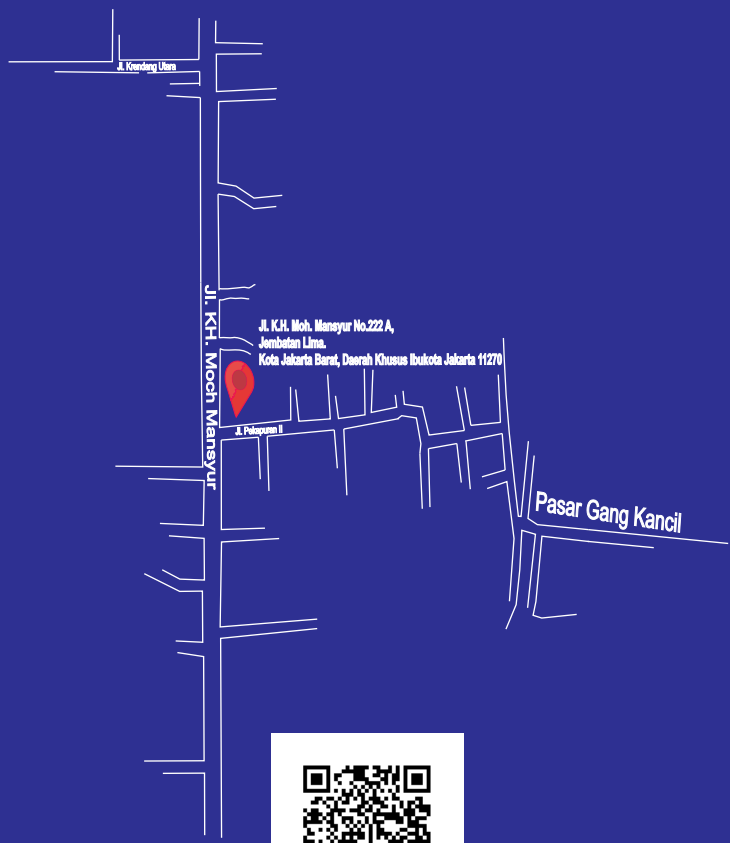 Jl. Krendang Utara
Jl. KH. Moch Mansyur
Jl. K.H. Moh. Mansyur No.222 A,
Jembatan Lima.
Kota Jakarta Barat, Daerah Khusus Ibukota Jakarta 11270
Jl. Pekapuran II
Pasar Gang Kancil